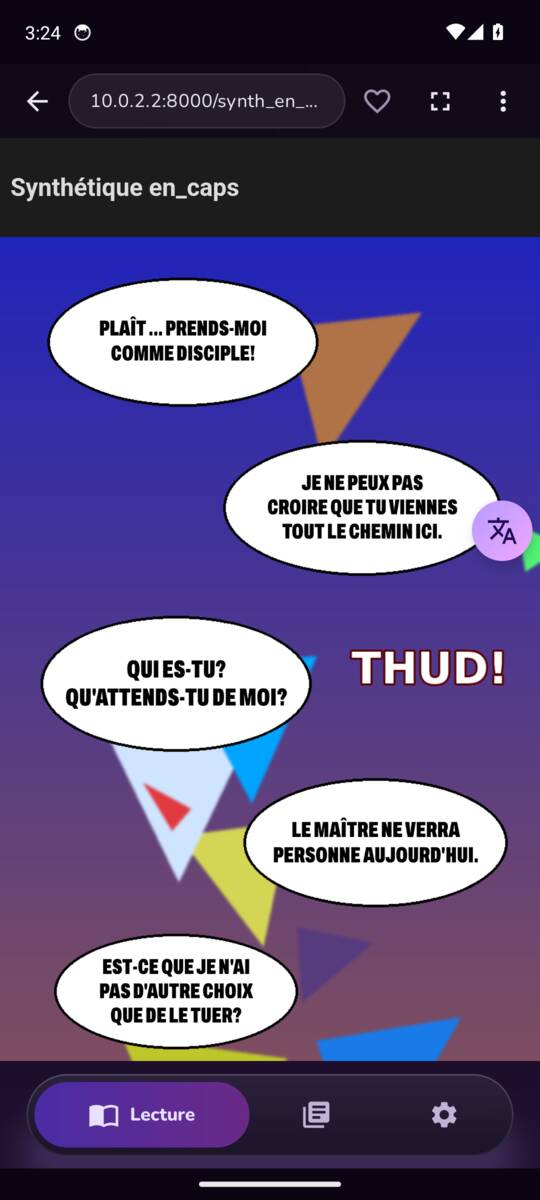 3:24
10.0.2.2:8000/synth_en_...
Synthétique en_caps
PLAÎT... PRENDS-MOI
COMME DISCIPLE!
JE NE PEUX PAS
CROIRE QUE TU VIENNES
TOUT LE CHEMIN ICI.
QUI ES-TU?
QU'ATTENDS-TU DE MOI?
THUD!
LE MAÎTRE NE VERRA
PERSONNE AUJOURD'HUI.
EST-CE QUE JE N'AI
PAS D'AUTRE CHOIX
QUE DE LE TUER?
Lecture